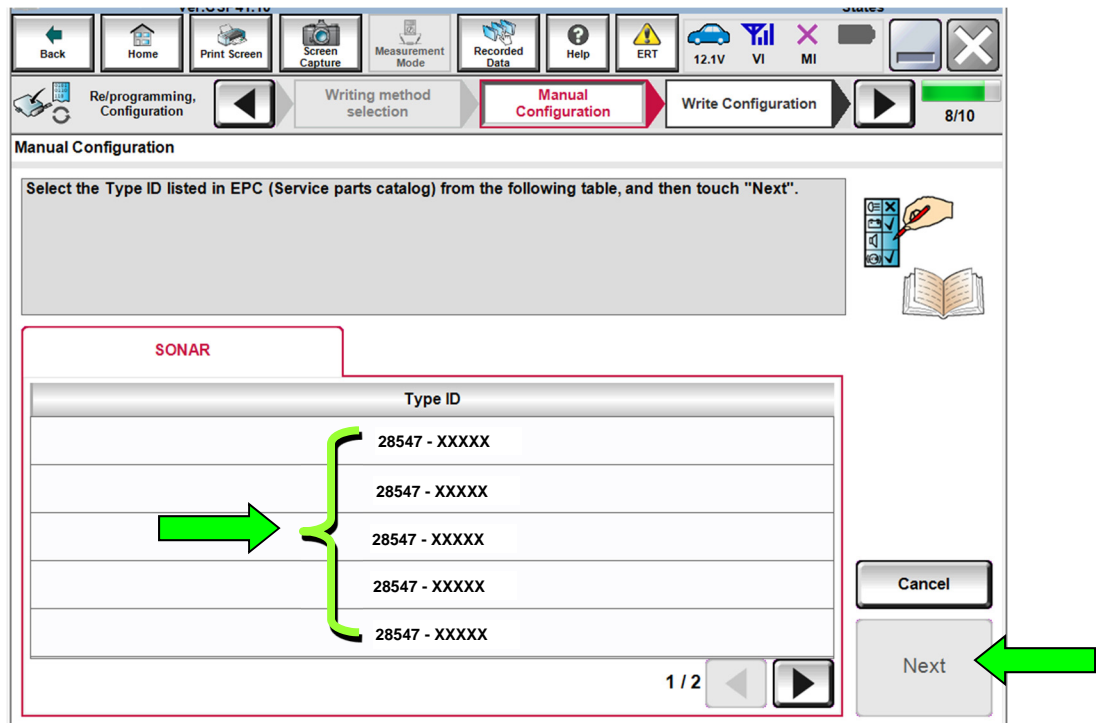 Back
Home
Print Screen
Screen
Capture
Measurement
Mode
Recorded
Data
Help
ERT
12.1V
VI
MI
Re/programming,
Configuration
Writing method
selection
Manual
Configuration
Write Configuration
8/10
Manual Configuration
Select the Type ID listed in EPC (Service parts catalog) from the following table, and then touch "Next".
SONAR
Type ID
28547 - XXXXX
28547 - XXXXX
28547 - XXXXX
28547 - XXXXX
28547 - XXXXX
Cancel
1 / 2
Next